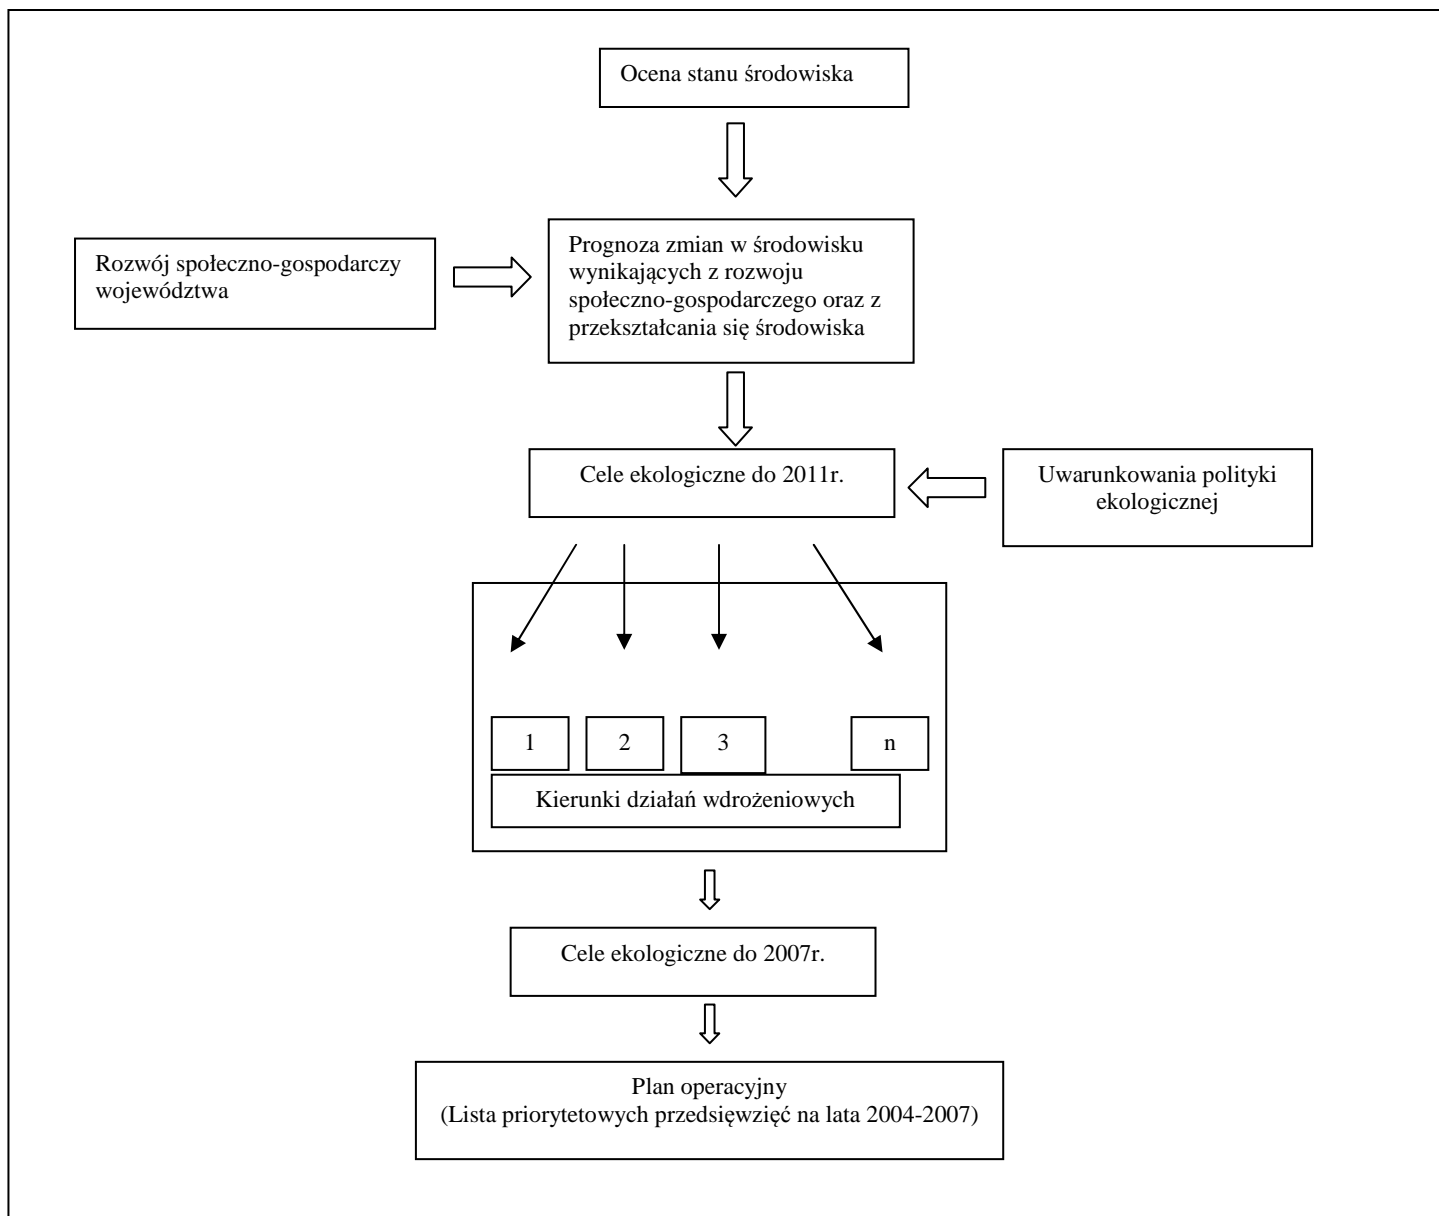 Ocena stanu środowiska
Rozwój społeczno-gospodarczy
województwa
Prognoza zmian w środowisku
wynikających z rozwoju
społeczno-gospodarczego oraz z
przekształcania się środowiska
Cele ekologiczne do 2011r.
Uwarunkowania polityki
ekologicznej
1 2 3 n
Kierunki działań wdrożeniowych
Cele ekologiczne do 2007r.
Plan operacyjny
(Lista priorytetowych przedsięwzięć na lata 2004-2007)